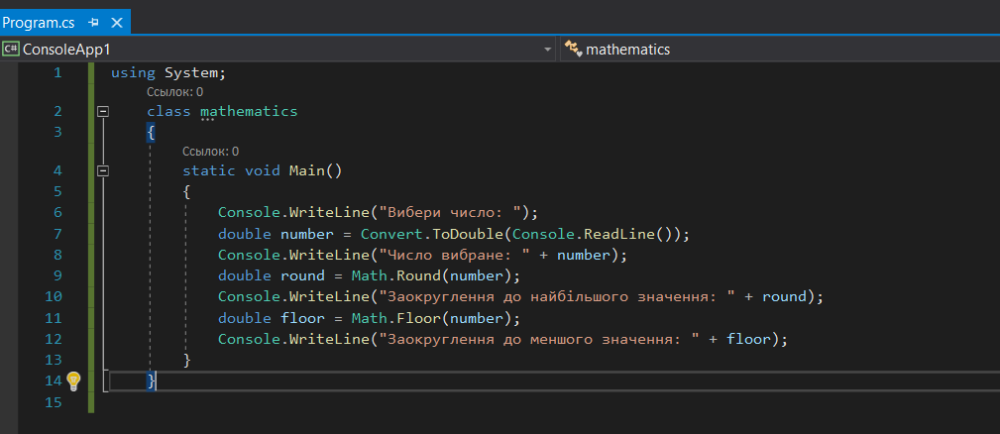 Program.cs
C# ConsoleApp1
mathematics
1 using System;
Ссылок: 0
2 class mathematics
3 {
Ссылок: 0
4 static void Main()
5 {
6 Console.WriteLine("Вибери число: ");
7 double number = Convert.ToDouble(Console.ReadLine());
8 Console.WriteLine("Число вибране: " + number);
9 double round = Math.Round(number);
10 Console.WriteLine("Заокруглення до найбільшого значення: " + round);
11 double floor = Math.Floor(number);
12 Console.WriteLine("Заокруглення до меншого значення: " + floor);
13 }
14 }
15